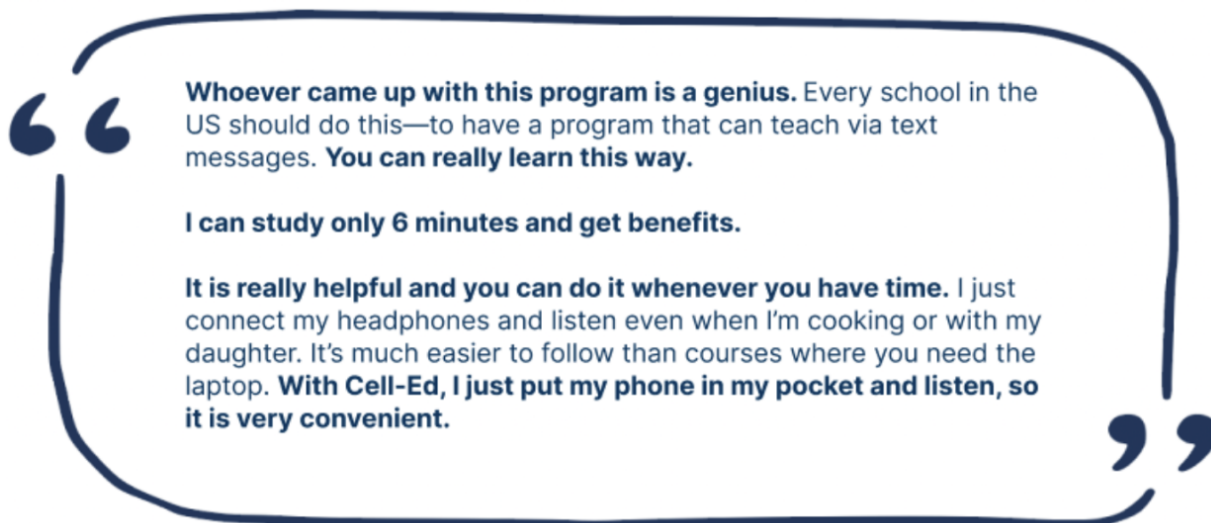 Whoever came up with this program is a genius. Every school in the
US should do this—to have a program that can teach via text
messages. You can really learn this way.
I can study only 6 minutes and get benefits.
It is really helpful and you can do it whenever you have time. I just
connect my headphones and listen even when I’m cooking or with my
daughter. It’s much easier to follow than courses where you need the
laptop. With Cell-Ed, I just put my phone in my pocket and listen, so
it is very convenient.